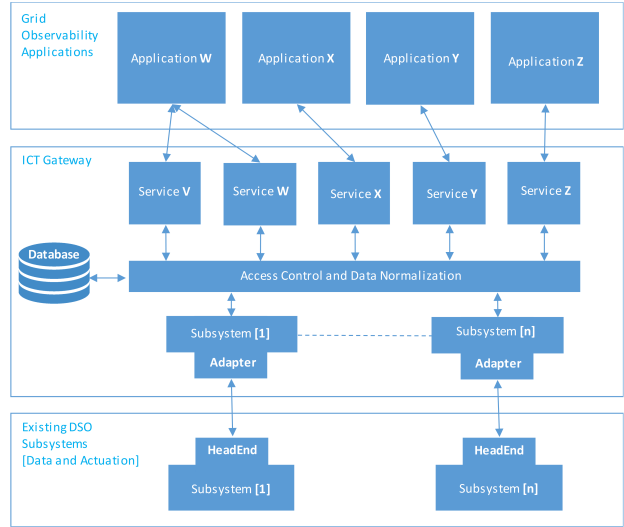 Grid
Observability
Applications
Application W
Application X
Application Y
Application Z
ICT Gateway
Service V
Service W
Service X
Service Y
Service Z
Database
Access Control and Data Normalization
Subsystem [1]
Adapter
Subsystem [n]
Adapter
Existing DSO
Subsystems
[Data and Actuation]
HeadEnd
Subsystem [1]
HeadEnd
Subsystem [n]